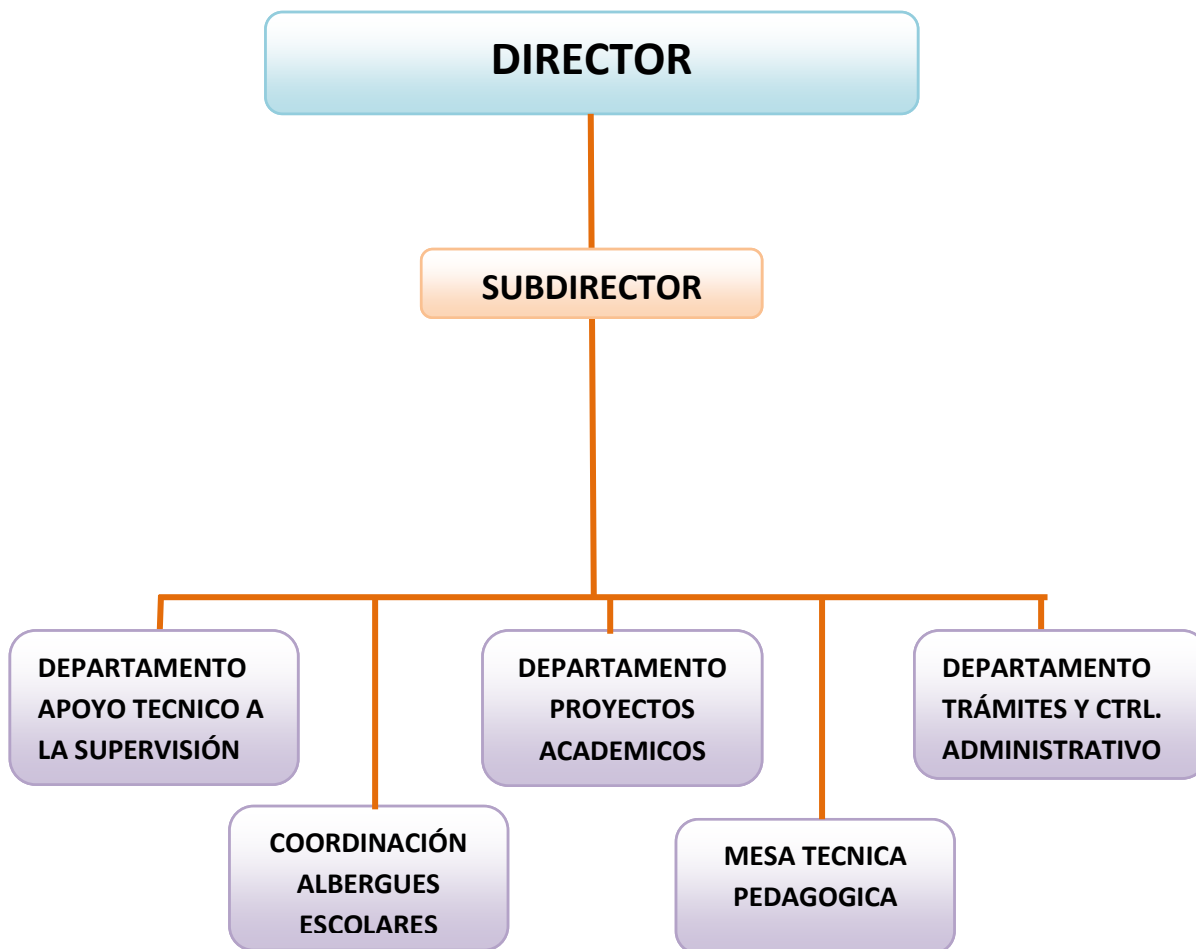 DIRECTOR
SUBDIRECTOR
DEPARTAMENTO
APOYO TECNICO A
LA SUPERVISIÓN
DEPARTAMENTO
PROYECTOS
ACADEMICOS
DEPARTAMENTO
TRÁMITES Y CTRL.
ADMINISTRATIVO
COORDINACIÓN
ALBERGUES
ESCOLARES
MESA TECNICA
PEDAGOGICA